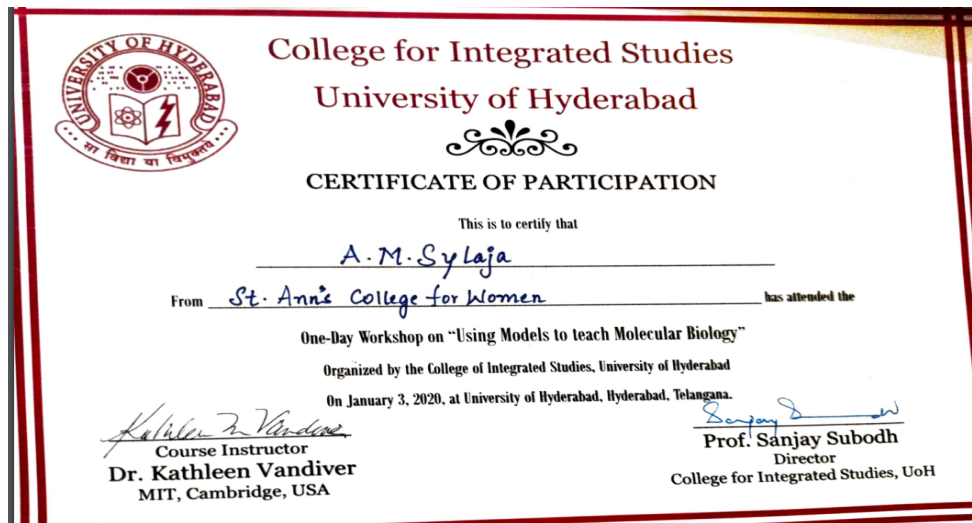 UNIVERSITY OF HYDERABAD
सा विद्या या विमुक्तये
College for Integrated Studies
University of Hyderabad
CERTIFICATE OF PARTICIPATION
This is to certify that
A.M. Sylaja
From St. Ann's College for Women has attended the
One-Day Workshop on “Using Models to teach Molecular Biology”
Organized by the College of Integrated Studies, University of Hyderabad
On January 3, 2020, at University of Hyderabad, Hyderabad, Telangana.
Kathleen M Vandiver
Course Instructor
Dr. Kathleen Vandiver
MIT, Cambridge, USA
Sanjay S
Prof. Sanjay Subodh
Director
College for Integrated Studies, UoH